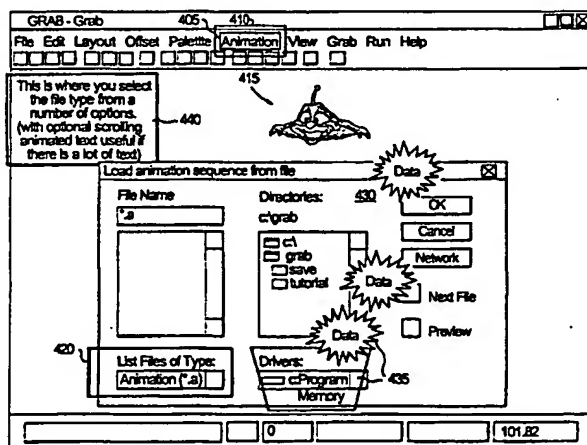 GRAB - Grab
405
410
File Edit Layout Offset Palettte Animation View Grab Run Help
415
This is where you select
the file type from a
number of options.
(with optional scrolling
animated text useful if
there is a lot of text)
440
Load animation sequence from file
Data
File Name
*.a
Directories:
430
c:\grab
OK
Cancel
Network
c:\
grab
save
tutorial
Data
Next File
Data
Preview
420
List Files of Type:
Animation (*.a)
Drivers:
c:Program
Memory
435
0
101.82